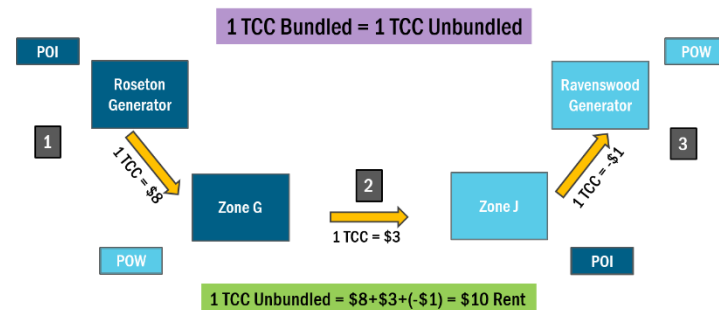 1 TCC Bundled = 1 TCC Unbundled
POI
POW
Roseton
Generator
Ravenswood
Generator
1
3
1 TCC = $8
1 TCC = -$1
2
Zone G
Zone J
1 TCC = $3
POW
POI
1 TCC Unbundled = $8+$3+(-$1) = $10 Rent